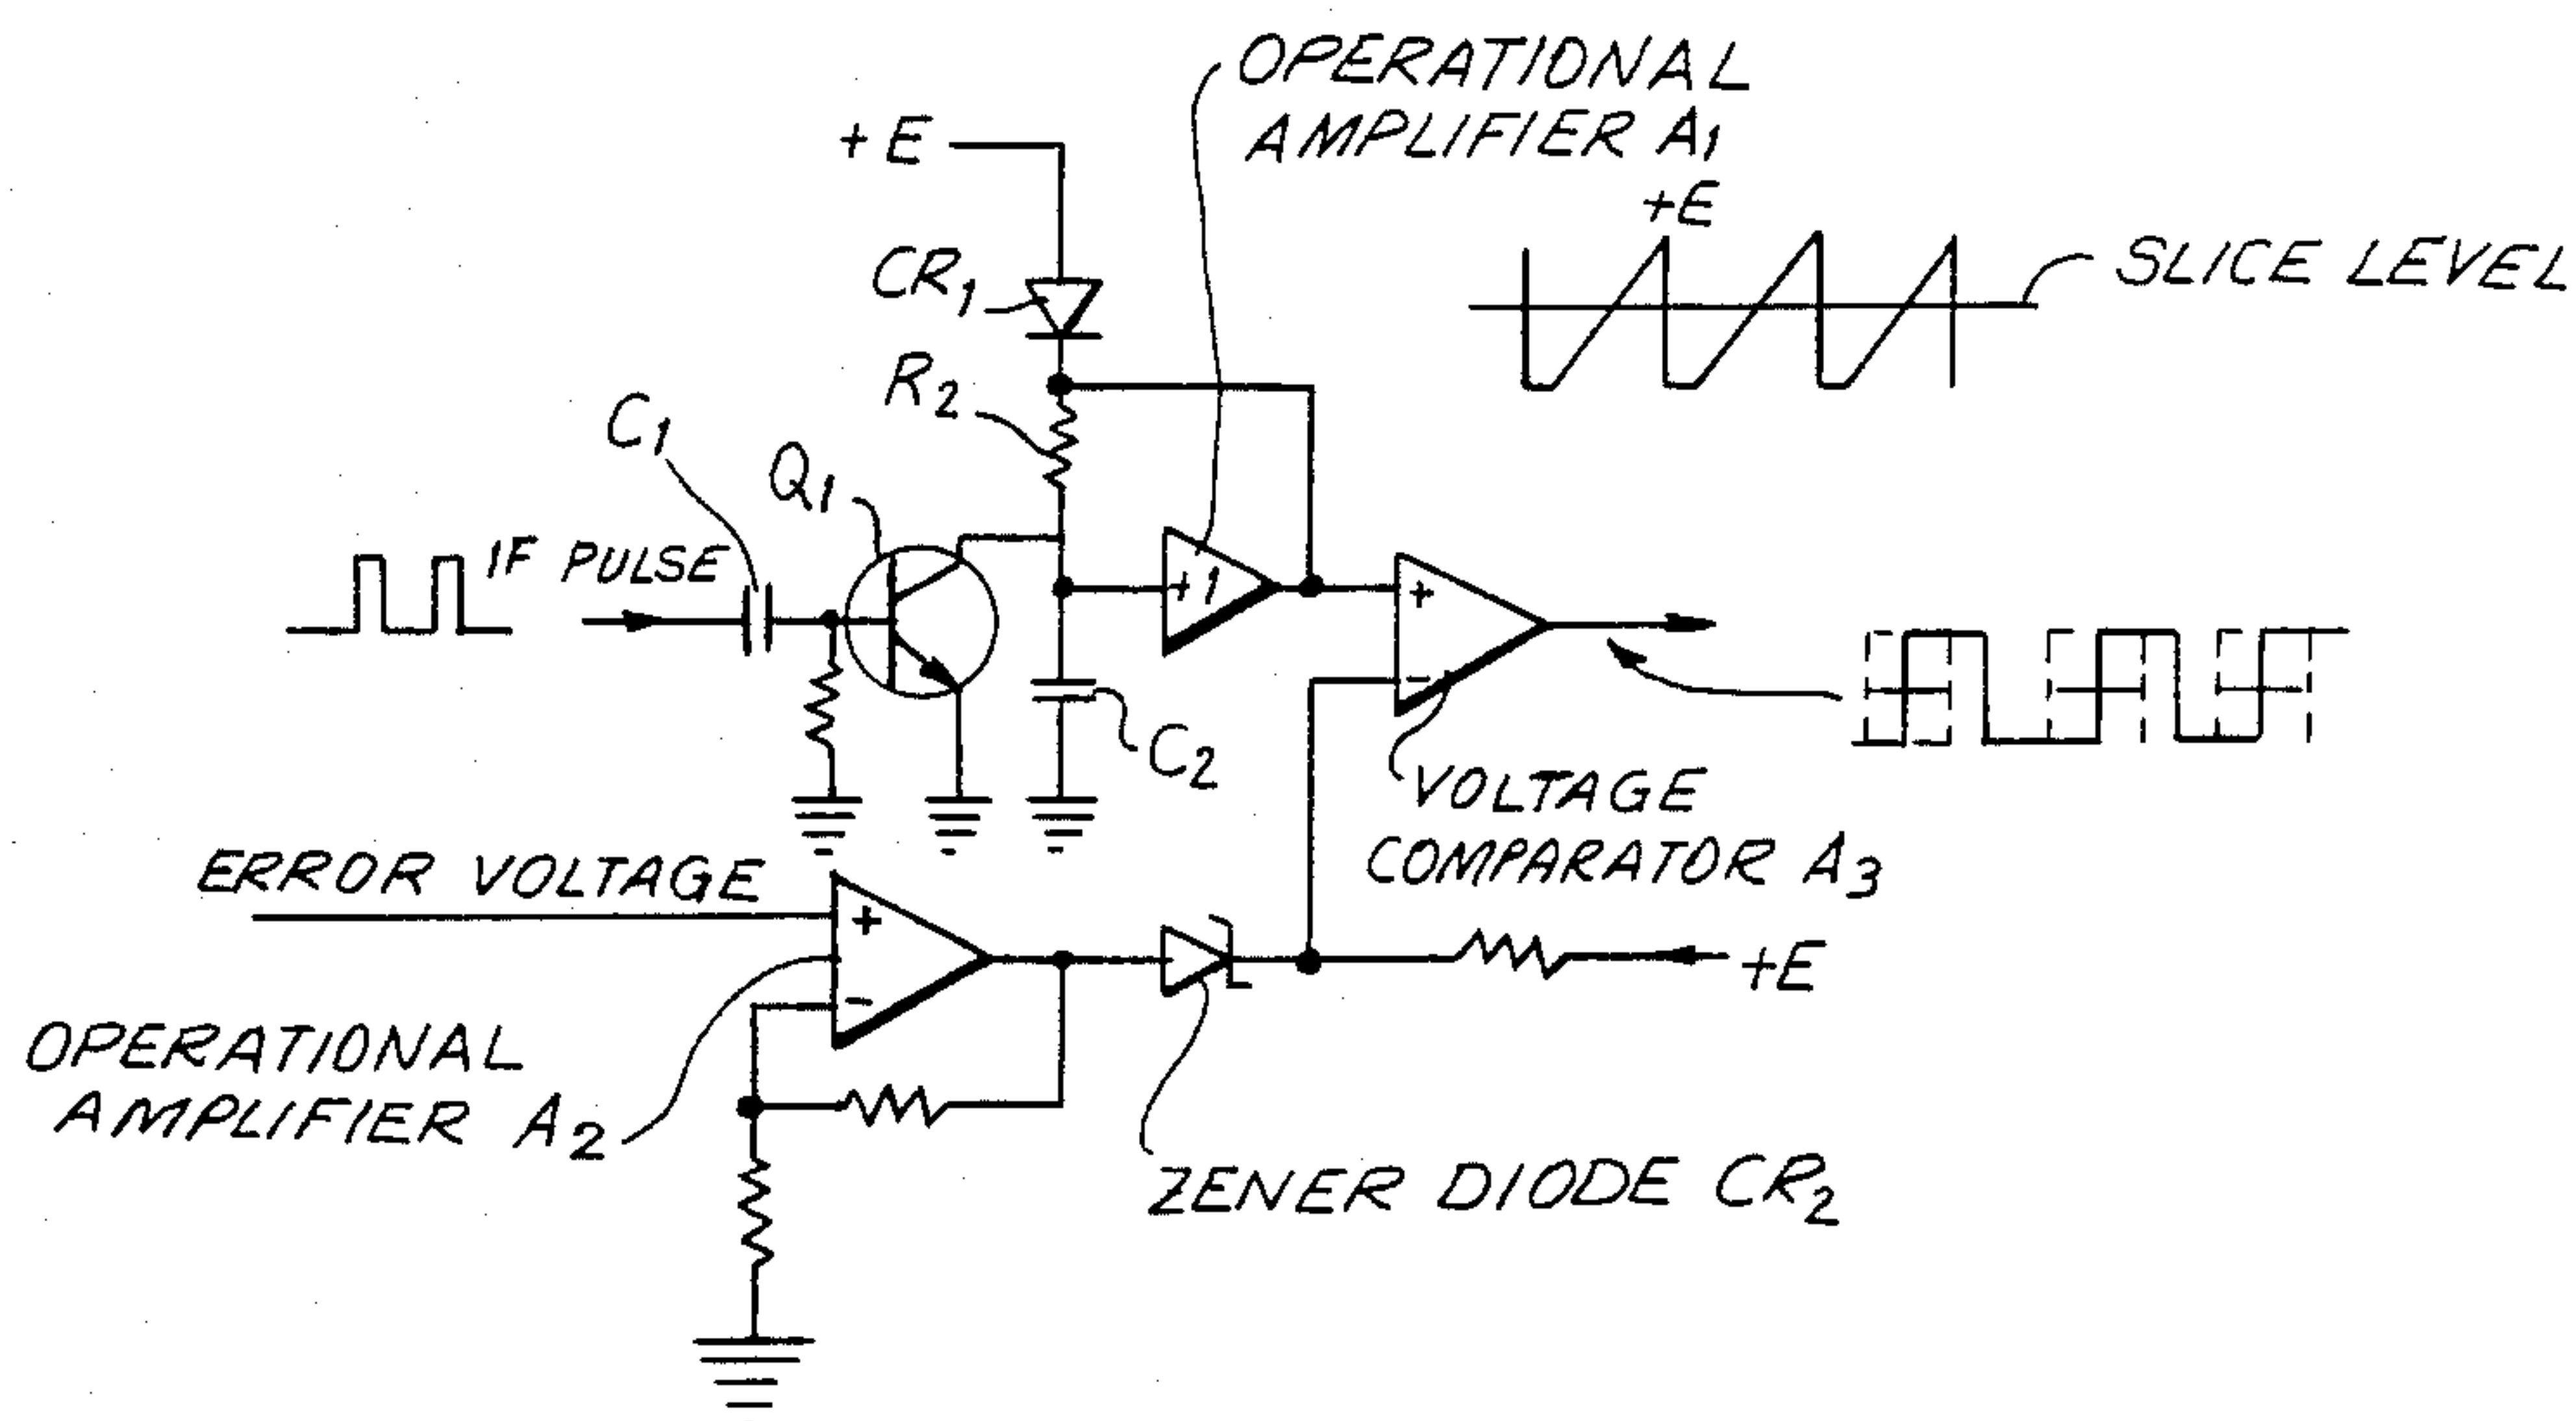 OPERATIONAL
AMPLIFIER A1
+E
+E
SLICE LEVEL
CR1
R2
C1
Q1
IF PULSE
+1
+
-
C2
VOLTAGE
COMPARATOR A3
ERROR VOLTAGE
+
-
+E
OPERATIONAL
AMPLIFIER A2
ZENER DIODE CR2